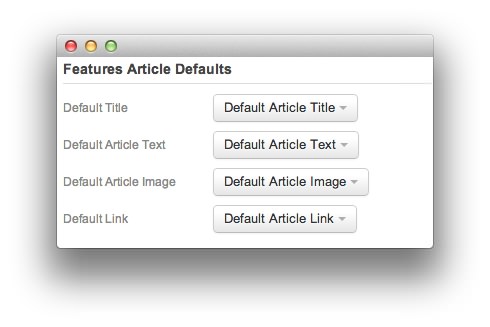 Features Article Defaults
Default Title Default Article Title
Default Article Text Default Article Text
Default Article Image Default Article Image
Default Link Default Article Link